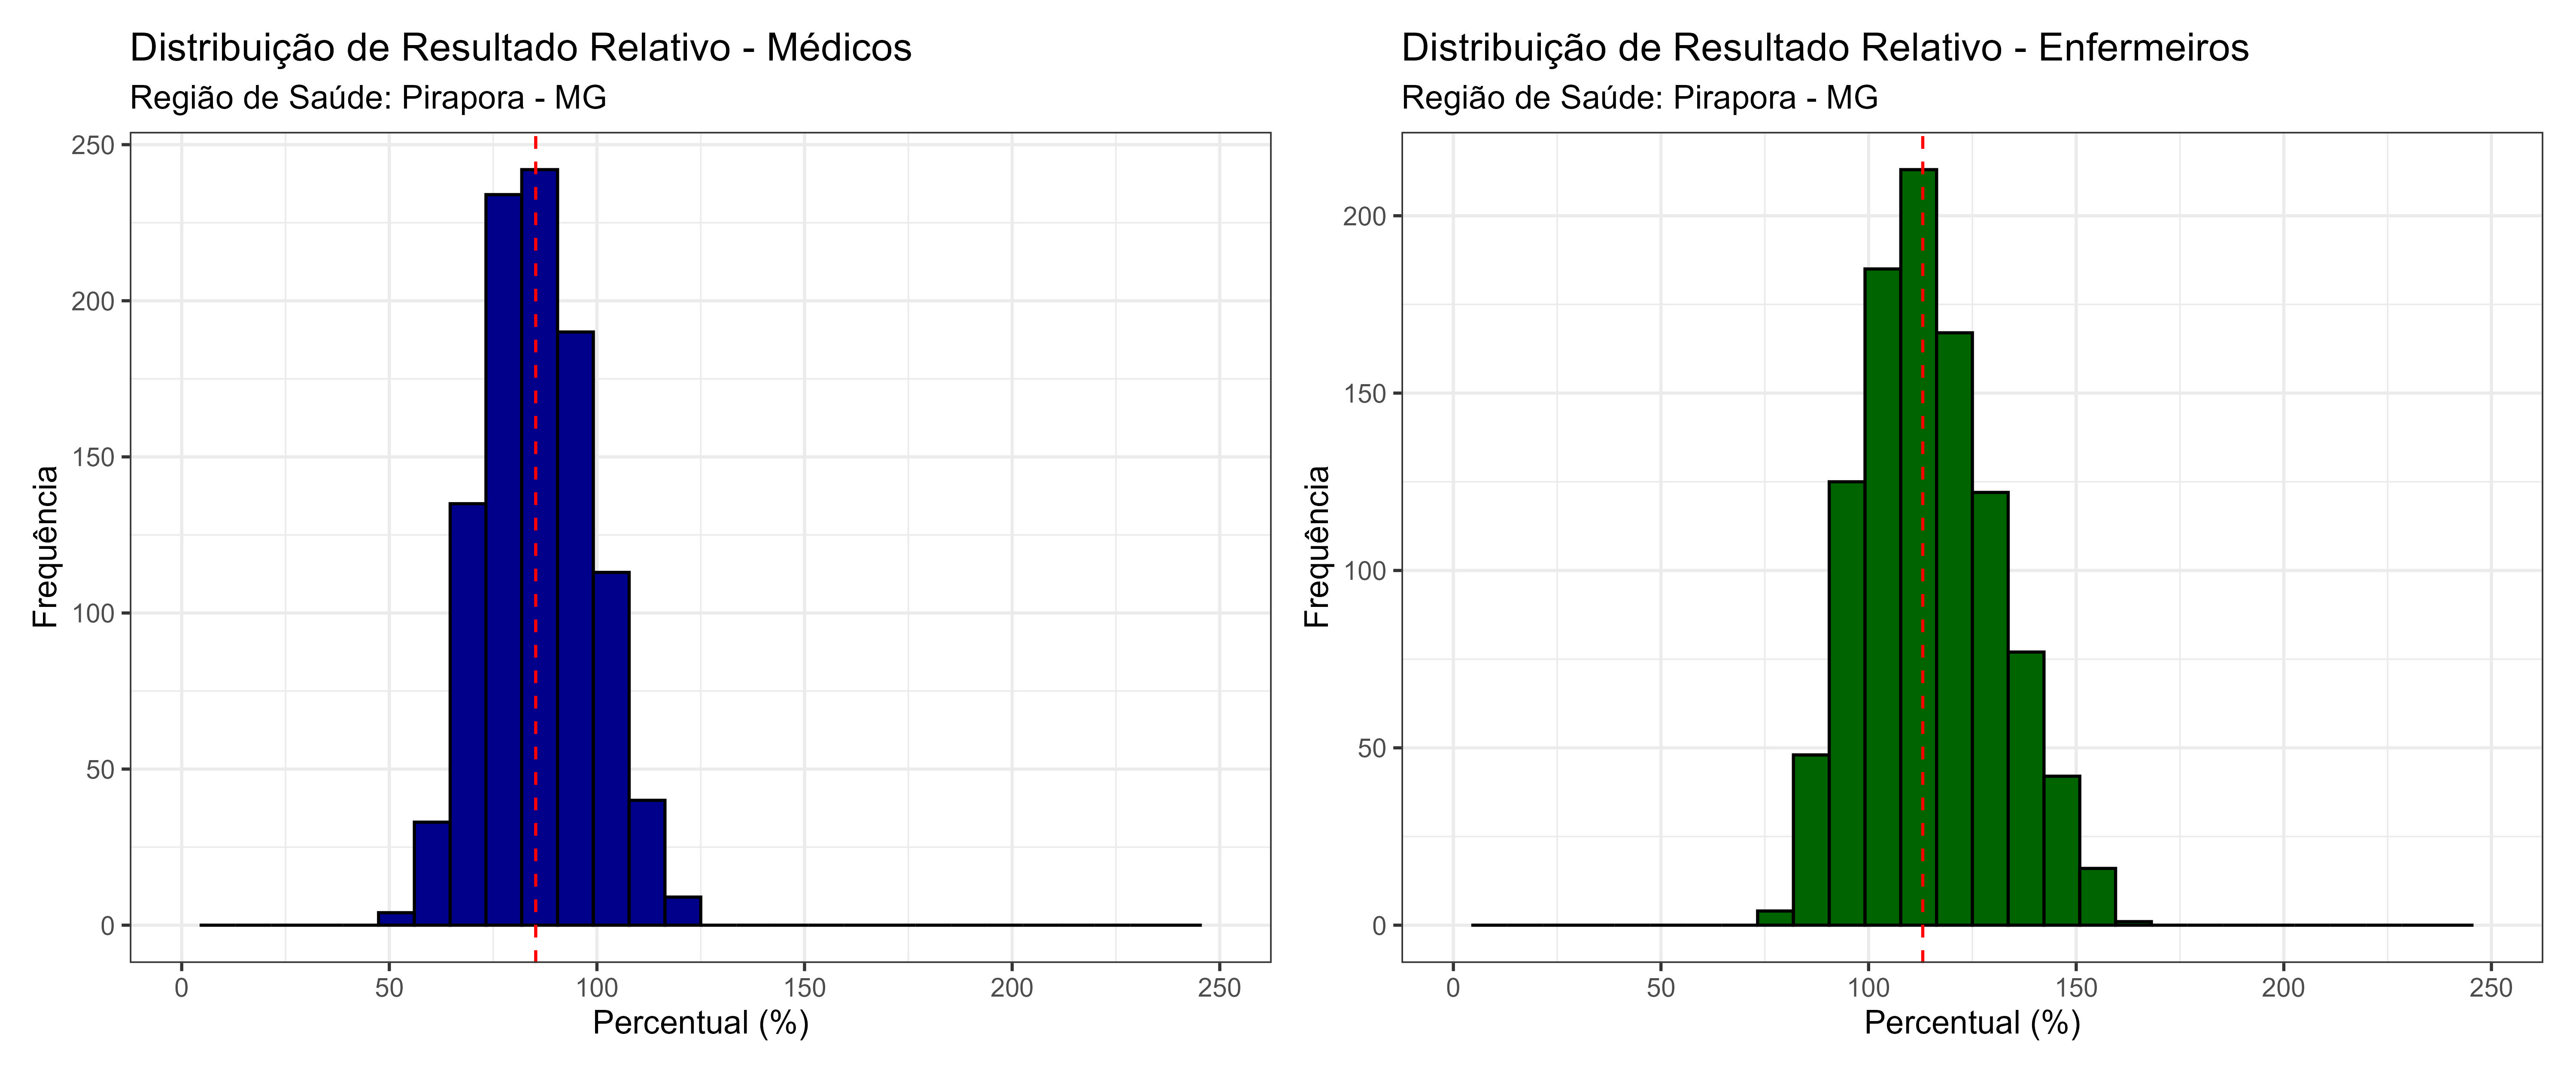 Distribuição de Resultado Relativo - Médicos
Região de Saúde: Pirapora - MG
250
200
150
100
50
0
Frequência
0 50 100 150 200 250
Percentual (%)
Distribuição de Resultado Relativo - Enfermeiros
Região de Saúde: Pirapora - MG
200
150
100
50
0
Frequência
0 50 100 150 200 250
Percentual (%)